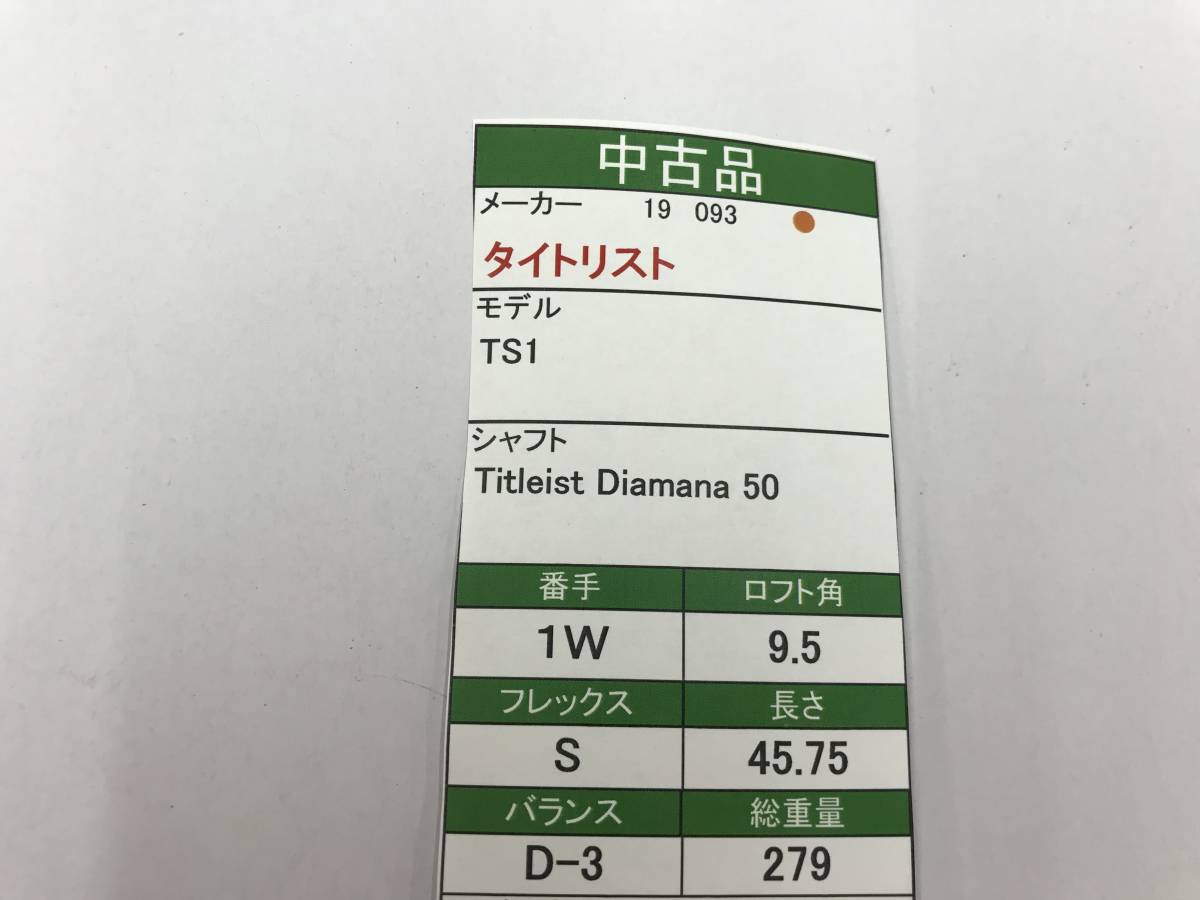 中古品
メーカー 19 093
タイトリスト
モデル
TS1
シャフト
Titleist Diamana 50
番手 ロフト角
1W 9.5
フレックス 長さ
S 45.75
バランス 総重量
D-3 279